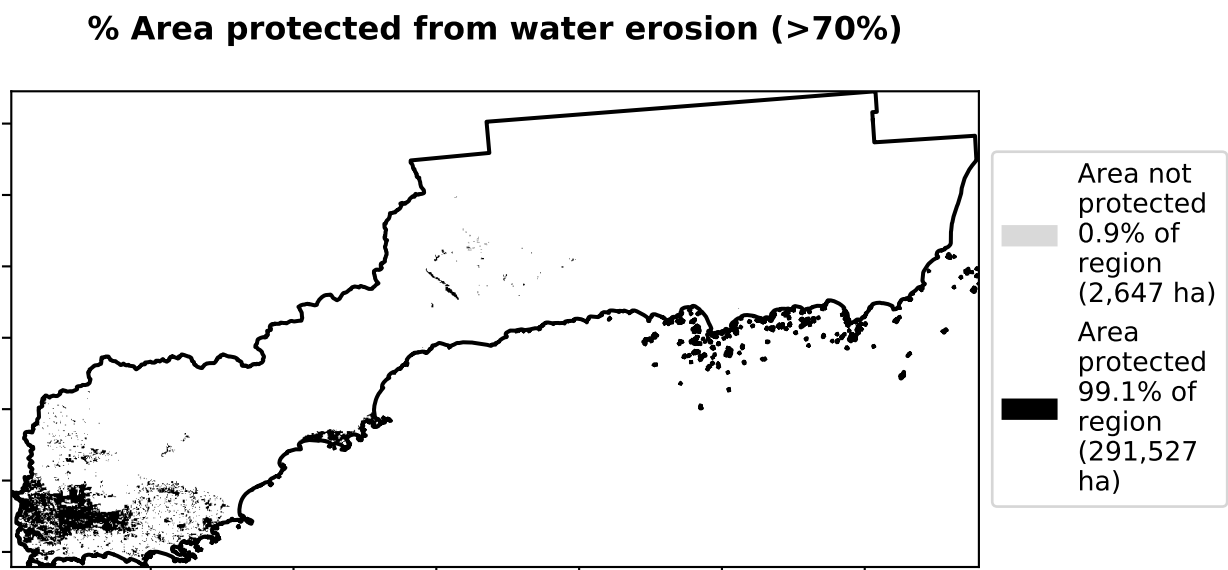 % Area protected from water erosion (>70%)
Area not
protected
0.9% of
region
(2,647 ha)
Area
protected
99.1% of
region
(291,527
ha)